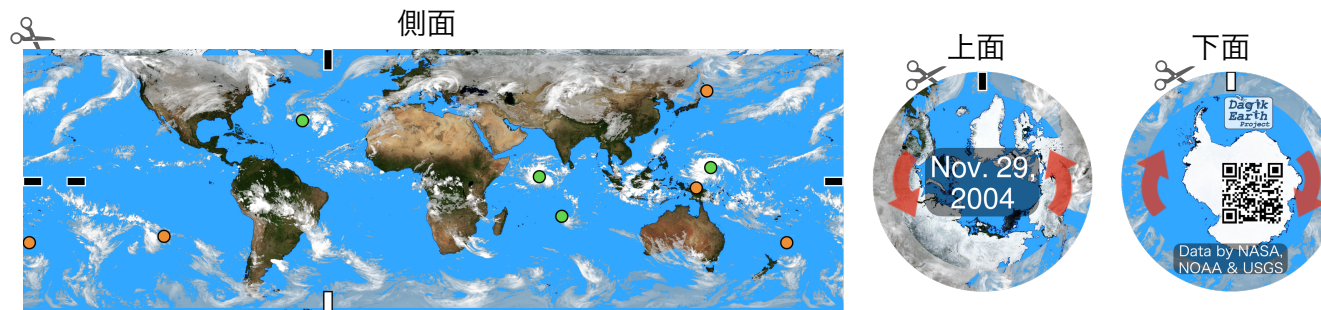 側面
上面
下面
Nov. 29,
2004
Dagik
Earth
Project
Data by NASA,
NOAA & USGS